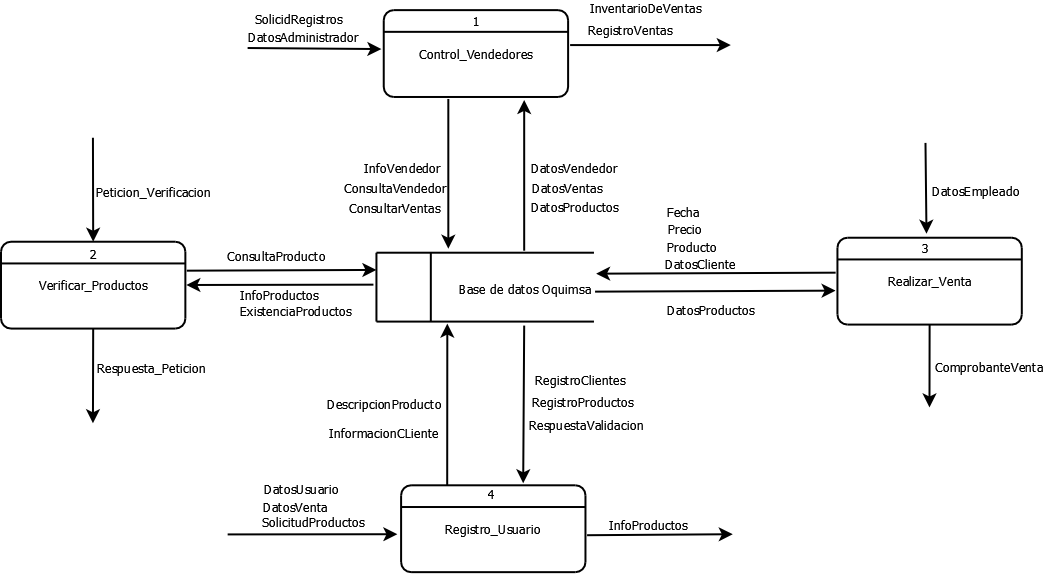 SolicidRegistros
DatosAdministrador
1
Control_Vendedores
InventarioDeVentas
RegistroVentas
InfoVendedor
ConsultaVendedor
ConsultarVentas
DatosVendedor
DatosVentas
DatosProductos
Peticion_Verificacion
2
Verificar_Productos
Respuesta_Peticion
ConsultaProducto
InfoProductos
ExistenciaProductos
Base de datos Oquimsa
Fecha
Precio
Producto
DatosCliente
DatosProductos
DatosEmpleado
3
Realizar_Venta
ComprobanteVenta
DescripcionProducto
InformacionCLiente
RegistroClientes
RegistroProductos
RespuestaValidacion
DatosUsuario
DatosVenta
SolicitudProductos
4
Registro_Usuario
InfoProductos